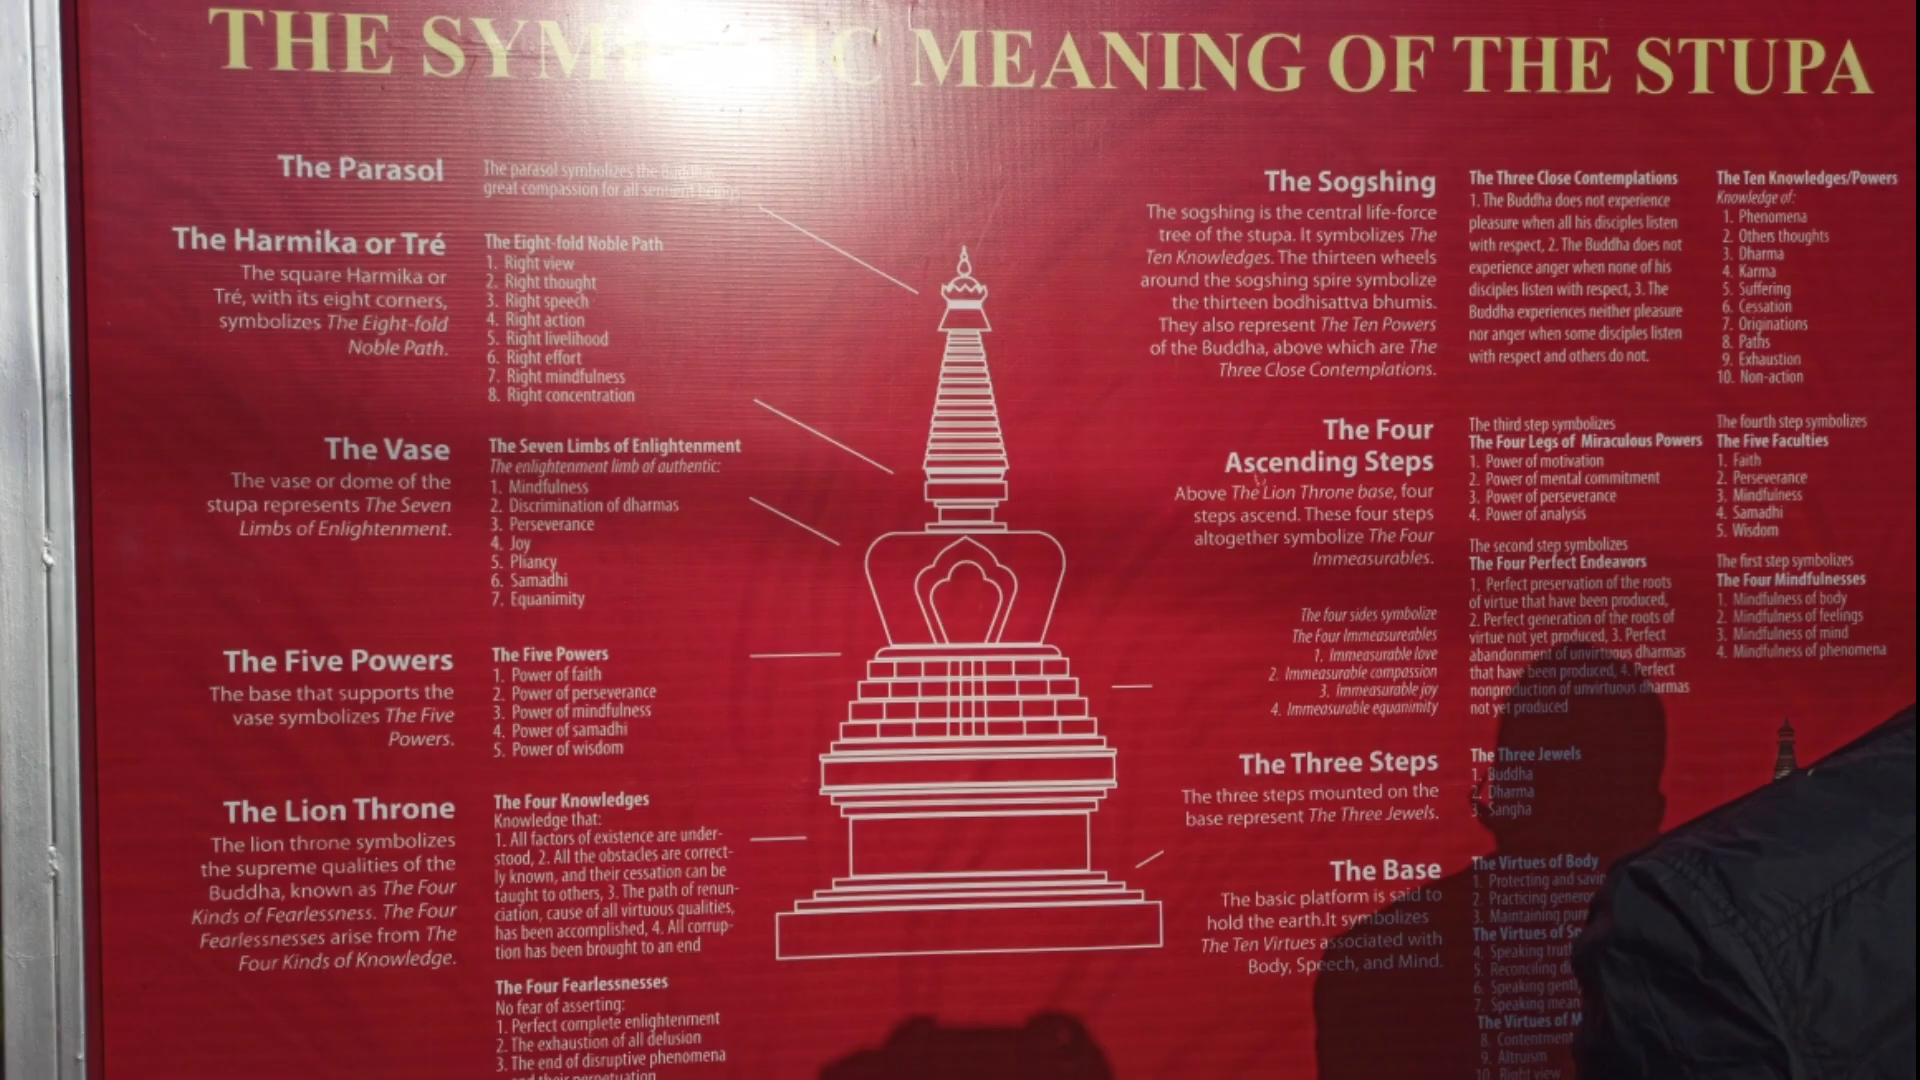 THE SYMBOLIC MEANING OF THE STUPA
The Parasol
The parasol symbolizes the Buddha's
great compassion for all sentient beings.
The Harmika or Tré
The square Harmika or
Tré, with its eight corners,
symbolizes The Eight-fold
Noble Path.
The Eight-fold Noble Path
1. Right view
2. Right thought
3. Right speech
4. Right action
5. Right livelihood
6. Right effort
7. Right mindfulness
8. Right concentration
The Vase
The vase or dome of the
stupa represents The Seven
Limbs of Enlightenment.
The Seven Limbs of Enlightenment
The enlightenment limb of authentic:
1. Mindfulness
2. Discrimination of dharmas
3. Perseverance
4. Joy
5. Pliancy
6. Samadhi
7. Equanimity
The Five Powers
The base that supports the
vase symbolizes The Five
Powers.
The Five Powers
1. Power of faith
2. Power of perseverance
3. Power of mindfulness
4. Power of samadhi
5. Power of wisdom
The Lion Throne
The lion throne symbolizes
the supreme qualities of the
Buddha, known as The Four
Kinds of Fearlessness. The Four
Fearlessnesses arise from The
Four Kinds of Knowledge.
The Four Knowledges
Knowledge that:
1. All factors of existence are under-
stood, 2. All the obstacles are correct-
ly known, and their cessation can be
taught to others, 3. The path of renun-
ciation, cause of all virtuous qualities,
has been accomplished, 4. All corrup-
tion has been brought to an end
The Four Fearlessnesses
No fear of asserting:
1. Perfect complete enlightenment
2. The exhaustion of all delusion
3. The end of disruptive phenomena
and their perpetuation
The Sogshing
The sogshing is the central life-force
tree of the stupa. It symbolizes The
Ten Knowledges. The thirteen wheels
around the sogshing spire symbolize
the thirteen bodhisattva bhumis.
They also represent The Ten Powers
of the Buddha, above which are The
Three Close Contemplations.
The Three Close Contemplations
1. The Buddha does not experience
pleasure when all his disciples listen
with respect, 2. The Buddha does not
experience anger when none of his
disciples listen with respect, 3. The
Buddha experiences neither pleasure
nor anger when some disciples listen
with respect and others do not.
The Ten Knowledges/Powers
Knowledge of:
1. Phenomena
2. Others thoughts
3. Dharma
4. Karma
5. Suffering
6. Cessation
7. Originations
8. Paths
9. Exhaustion
10. Non-action
The Four
Ascending Steps
Above The Lion Throne base, four
steps ascend. These four steps
altogether symbolize The Four
Immeasurables.
The four sides symbolize
The Four Immeasureables
1. Immeasurable love
2. Immeasurable compassion
3. Immeasurable joy
4. Immeasurable equanimity
The third step symbolizes
The Four Legs of Miraculous Powers
1. Power of motivation
2. Power of mental commitment
3. Power of perseverance
4. Power of analysis
The second step symbolizes
The Four Perfect Endeavors
1. Perfect preservation of the roots
of virtue that have been produced,
2. Perfect generation of the roots of
virtue not yet produced, 3. Perfect
abandonment of unvirtuous dharmas
that have been produced, 4. Perfect
nonproduction of unvirtuous dharmas
not yet produced
The fourth step symbolizes
The Five Faculties
1. Faith
2. Perseverance
3. Mindfulness
4. Samadhi
5. Wisdom
The first step symbolizes
The Four Mindfulnesses
1. Mindfulness of body
2. Mindfulness of feelings
3. Mindfulness of mind
4. Mindfulness of phenomena
The Three Steps
The three steps mounted on the
base represent The Three Jewels.
The Three Jewels
1. Buddha
2. Dharma
3. Sangha
The Base
The basic platform is said to
hold the earth.It symbolizes
The Ten Virtues associated with
Body, Speech, and Mind.
The Virtues of Body
1. Protecting and
2. Practicing
3. Maintaining
The Virtues of
4. Speaking
5. Reconciling
6. Speaking
7. Speaking
The Virtues of
8. Contentment
9. Altruism
10. Right view